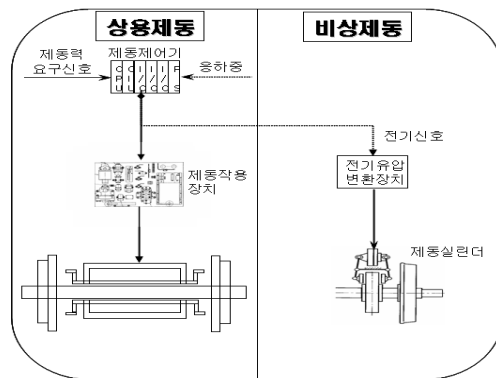 상용제동
비상제동
제동력
요구신호
제동제어기
CPU
I/O
I/O
I/O
PS
응하중
전기신호
제동작용
장치
전기유압
변환장치
제동실린더